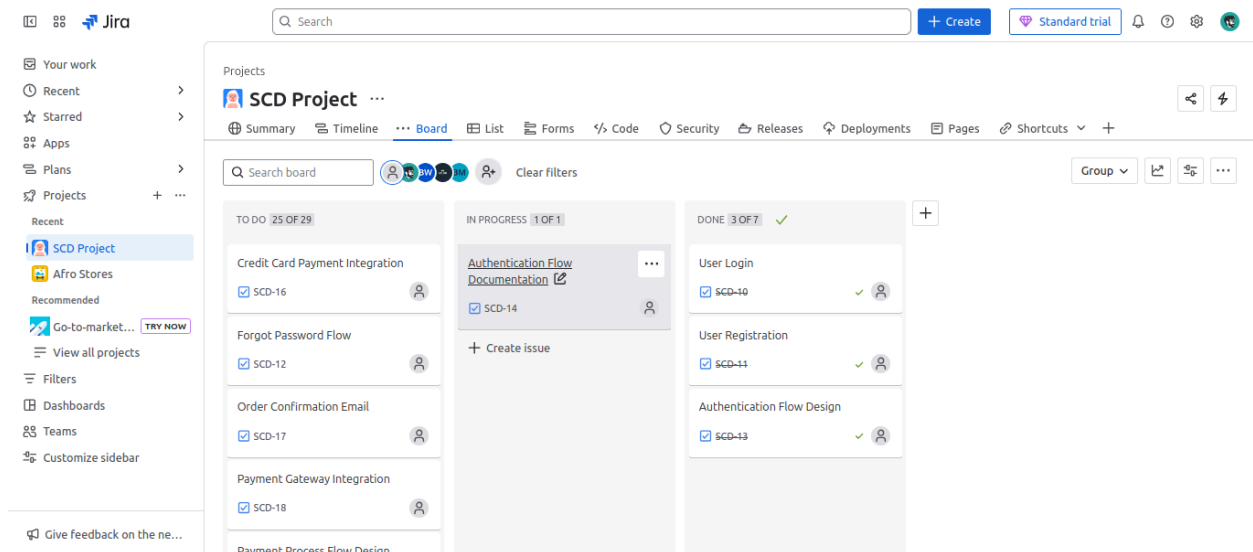 Jira
Search
Create
Standard trial
Your work
Recent
Starred
Apps
Plans
Projects
Recent
SCD Project
Afro Stores
Recommended
Go-to-market... TRY NOW
View all projects
Filters
Dashboards
Teams
Customize sidebar
Give feedback on the ne...
Projects
SCD Project
Summary
Timeline
Board
List
Forms
Code
Security
Releases
Deployments
Pages
Shortcuts
Search board
BW
BM
Clear filters
Group
TO DO 25 OF 29
Credit Card Payment Integration
SCD-16
Forgot Password Flow
SCD-12
Order Confirmation Email
SCD-17
Payment Gateway Integration
SCD-18
Payment Process Flow Design
IN PROGRESS 1 OF 1
Authentication Flow
Documentation
SCD-14
Create issue
DONE 3 OF 7
User Login
SCD-10
User Registration
SCD-11
Authentication Flow Design
SCD-13